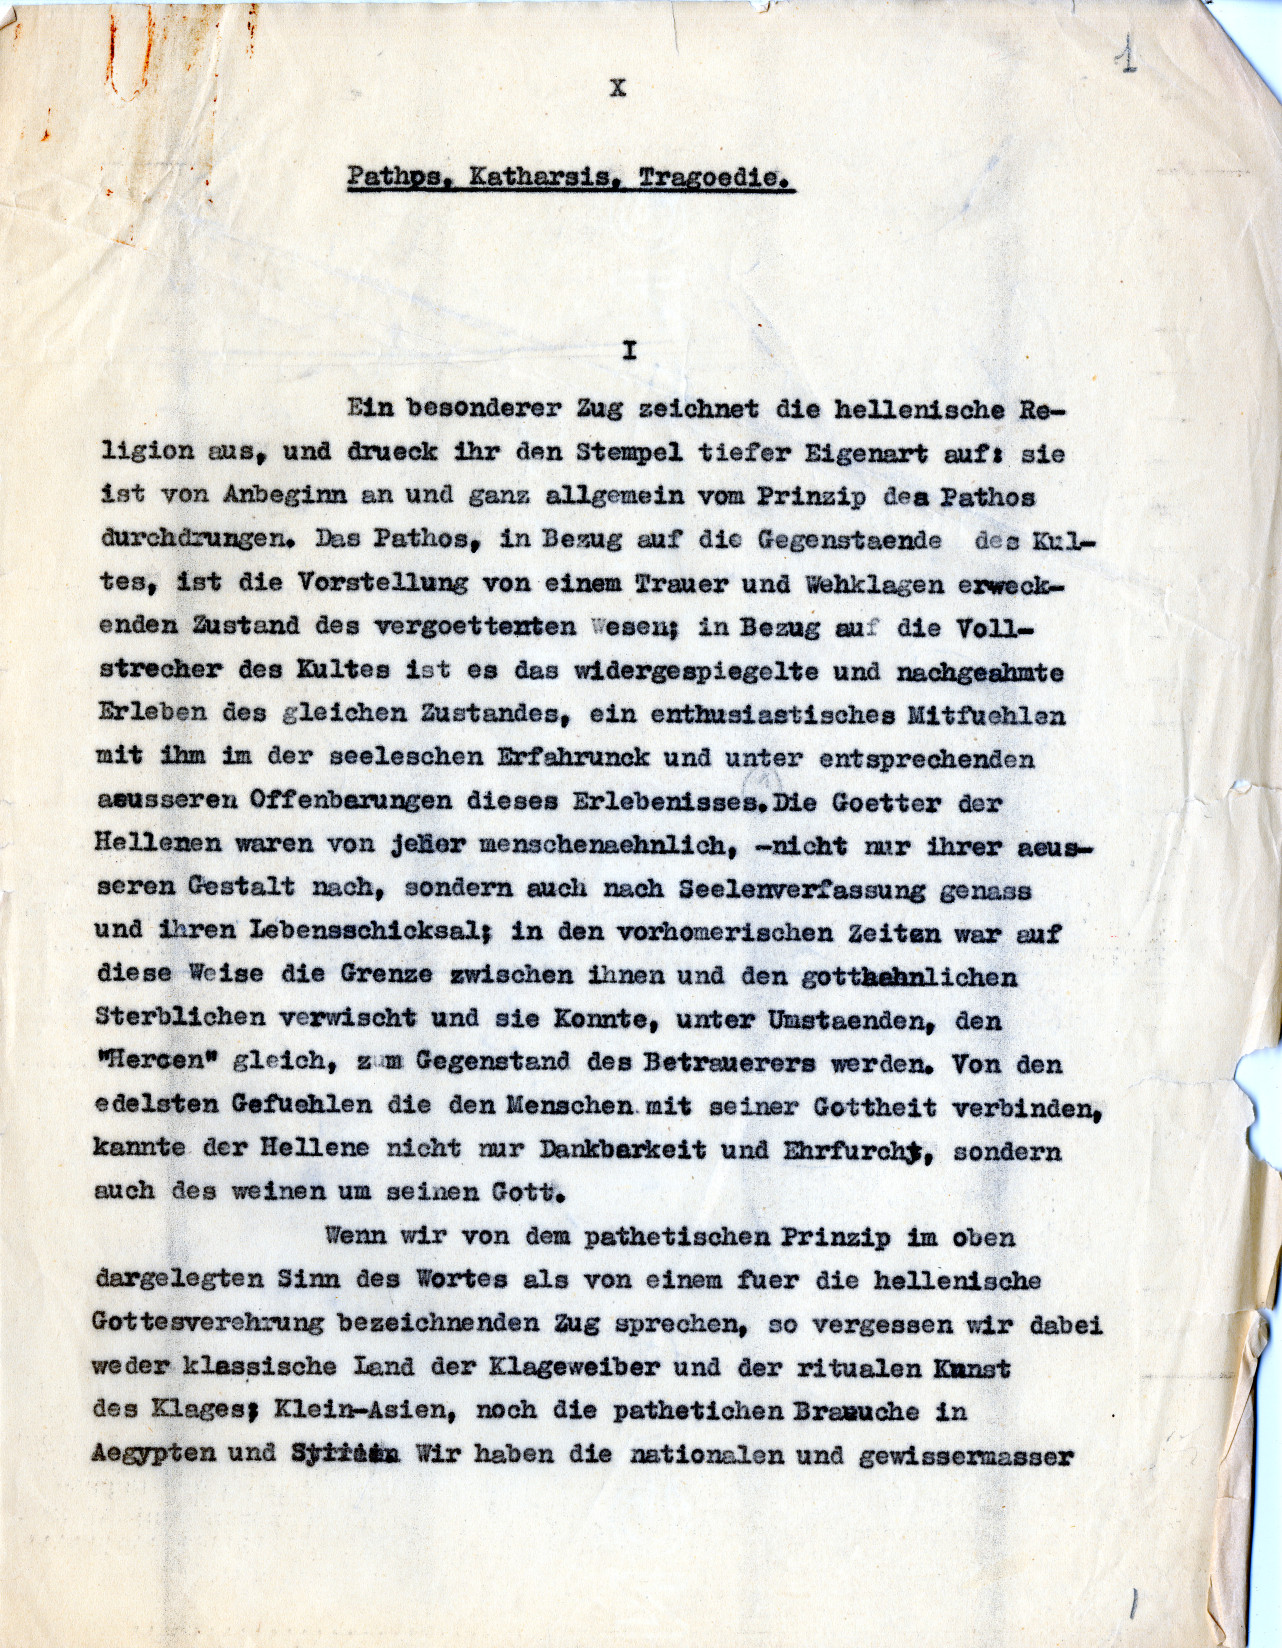 1
X
Pathos, Katharsis, Tragoedie.
I
Ein besonderer Zug zeichnet die hellenische Re-
ligion aus, und drueck ihr den Stempel tiefer Eigenart auf: sie
ist von Anbeginn an und ganz allgemein vom Prinzip des Pathos
durchdrungen. Das Pathos, in Bezug auf die Gegenstaende des Kul-
tes, ist die Vorstellung von einem Trauer und Wehklagen erweck-
enden Zustand des vergoettenten Wesen; in Bezug auf die Voll-
strecher des Kultes ist es das widergespiegelte und nachgeahmte
Erleben des gleichen Zustandes, ein enthusiastisches Mitfuehlen
mit ihm im der seeleschen Erfahrunck und unter entsprechenden
aeusseren Offenbarungen dieses Erlebenisses. Die Goetter der
Hellenen waren von jeher menschenaehnlich, -nicht nur ihrer aeus-
seren Gestalt nach, sondern auch nach Seelenverfassung genass
und ihren Lebensschicksal; in den vorhomerischen Zeiten war auf
diese Weise die Grenze zwischen ihnen und den gotthaehnlichen
Sterblichen verwischt und sie Konnte, unter Umstaenden, den
"Heroen" gleich, zum Gegenstand des Betrauerers werden. Von den
edelsten Gefuehlen die den Menschen mit seiner Gottheit verbinden,
kannte der Hellene nicht nur Dankbarkeit und Ehrfurcht, sondern
auch des weinen um seinen Gott.
Wenn wir von dem pathetischen Prinzip im oben
dargelegten Sinn des Wortes als von einem fuer die hellenische
Gottesverehrung bezeichnenden Zug sprechen, so vergessen wir dabei
weder klassische Land der Klageweiber und der ritualen Kunst
des Klages; Klein-Asien, noch die pathetichen Braeuche in
Aegypten und Wir haben die nationalen und gewissermasser
1